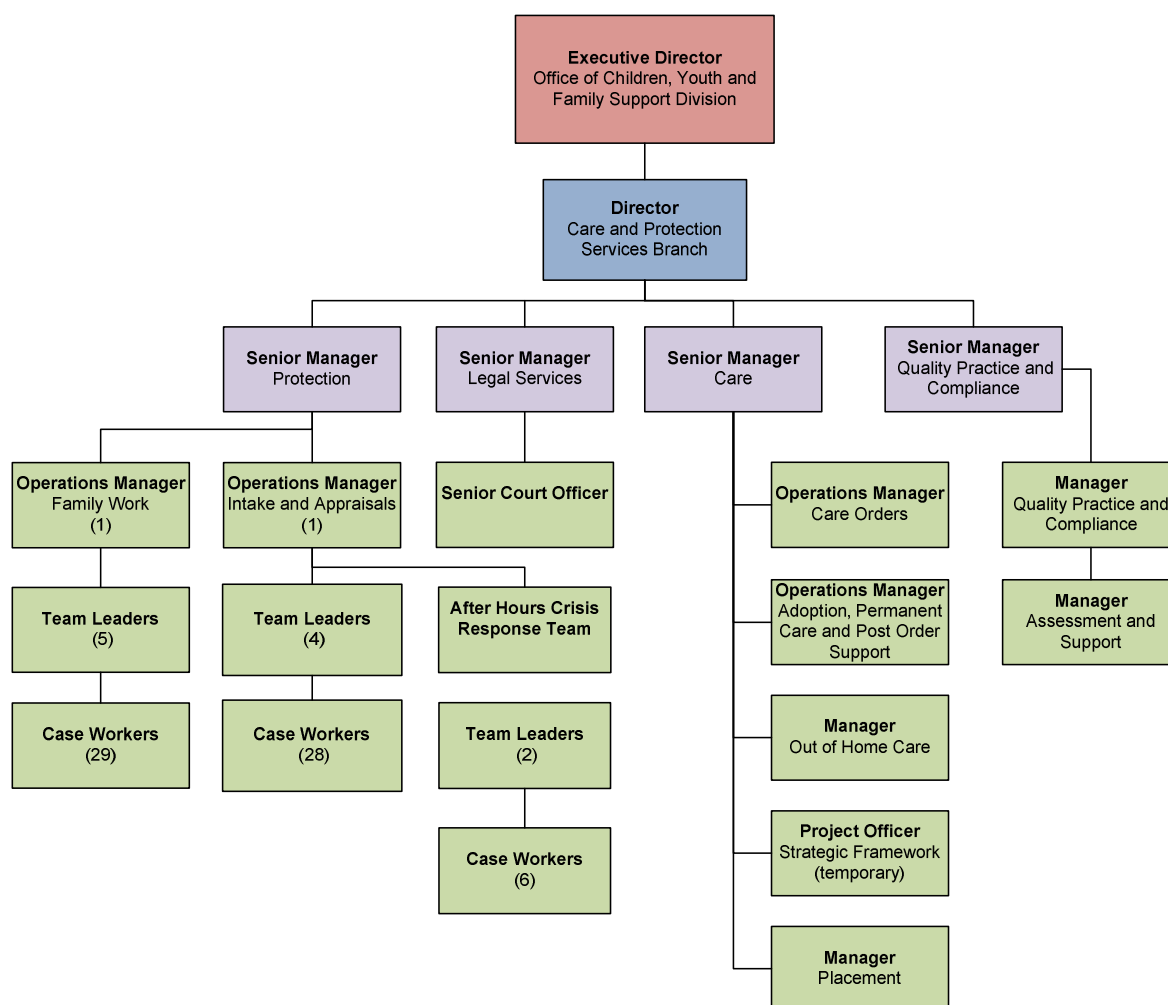 Executive Director
Office of Children, Youth and
Family Support Division
Director
Care and Protection
Services Branch
Senior Manager
Protection
Senior Manager
Legal Services
Senior Manager
Care
Senior Manager
Quality Practice and
Compliance
Operations Manager
Family Work
(1)
Operations Manager
Intake and Appraisals
(1)
Senior Court Officer
Operations Manager
Care Orders
Manager
Quality Practice and
Compliance
Team Leaders
(5)
Team Leaders
(4)
After Hours Crisis
Response Team
Operations Manager
Adoption, Permanent
Care and Post Order
Support
Manager
Assessment and
Support
Case Workers
(29)
Case Workers
(28)
Team Leaders
(2)
Manager
Out of Home Care
Case Workers
(6)
Project Officer
Strategic Framework
(temporary)
Manager
Placement